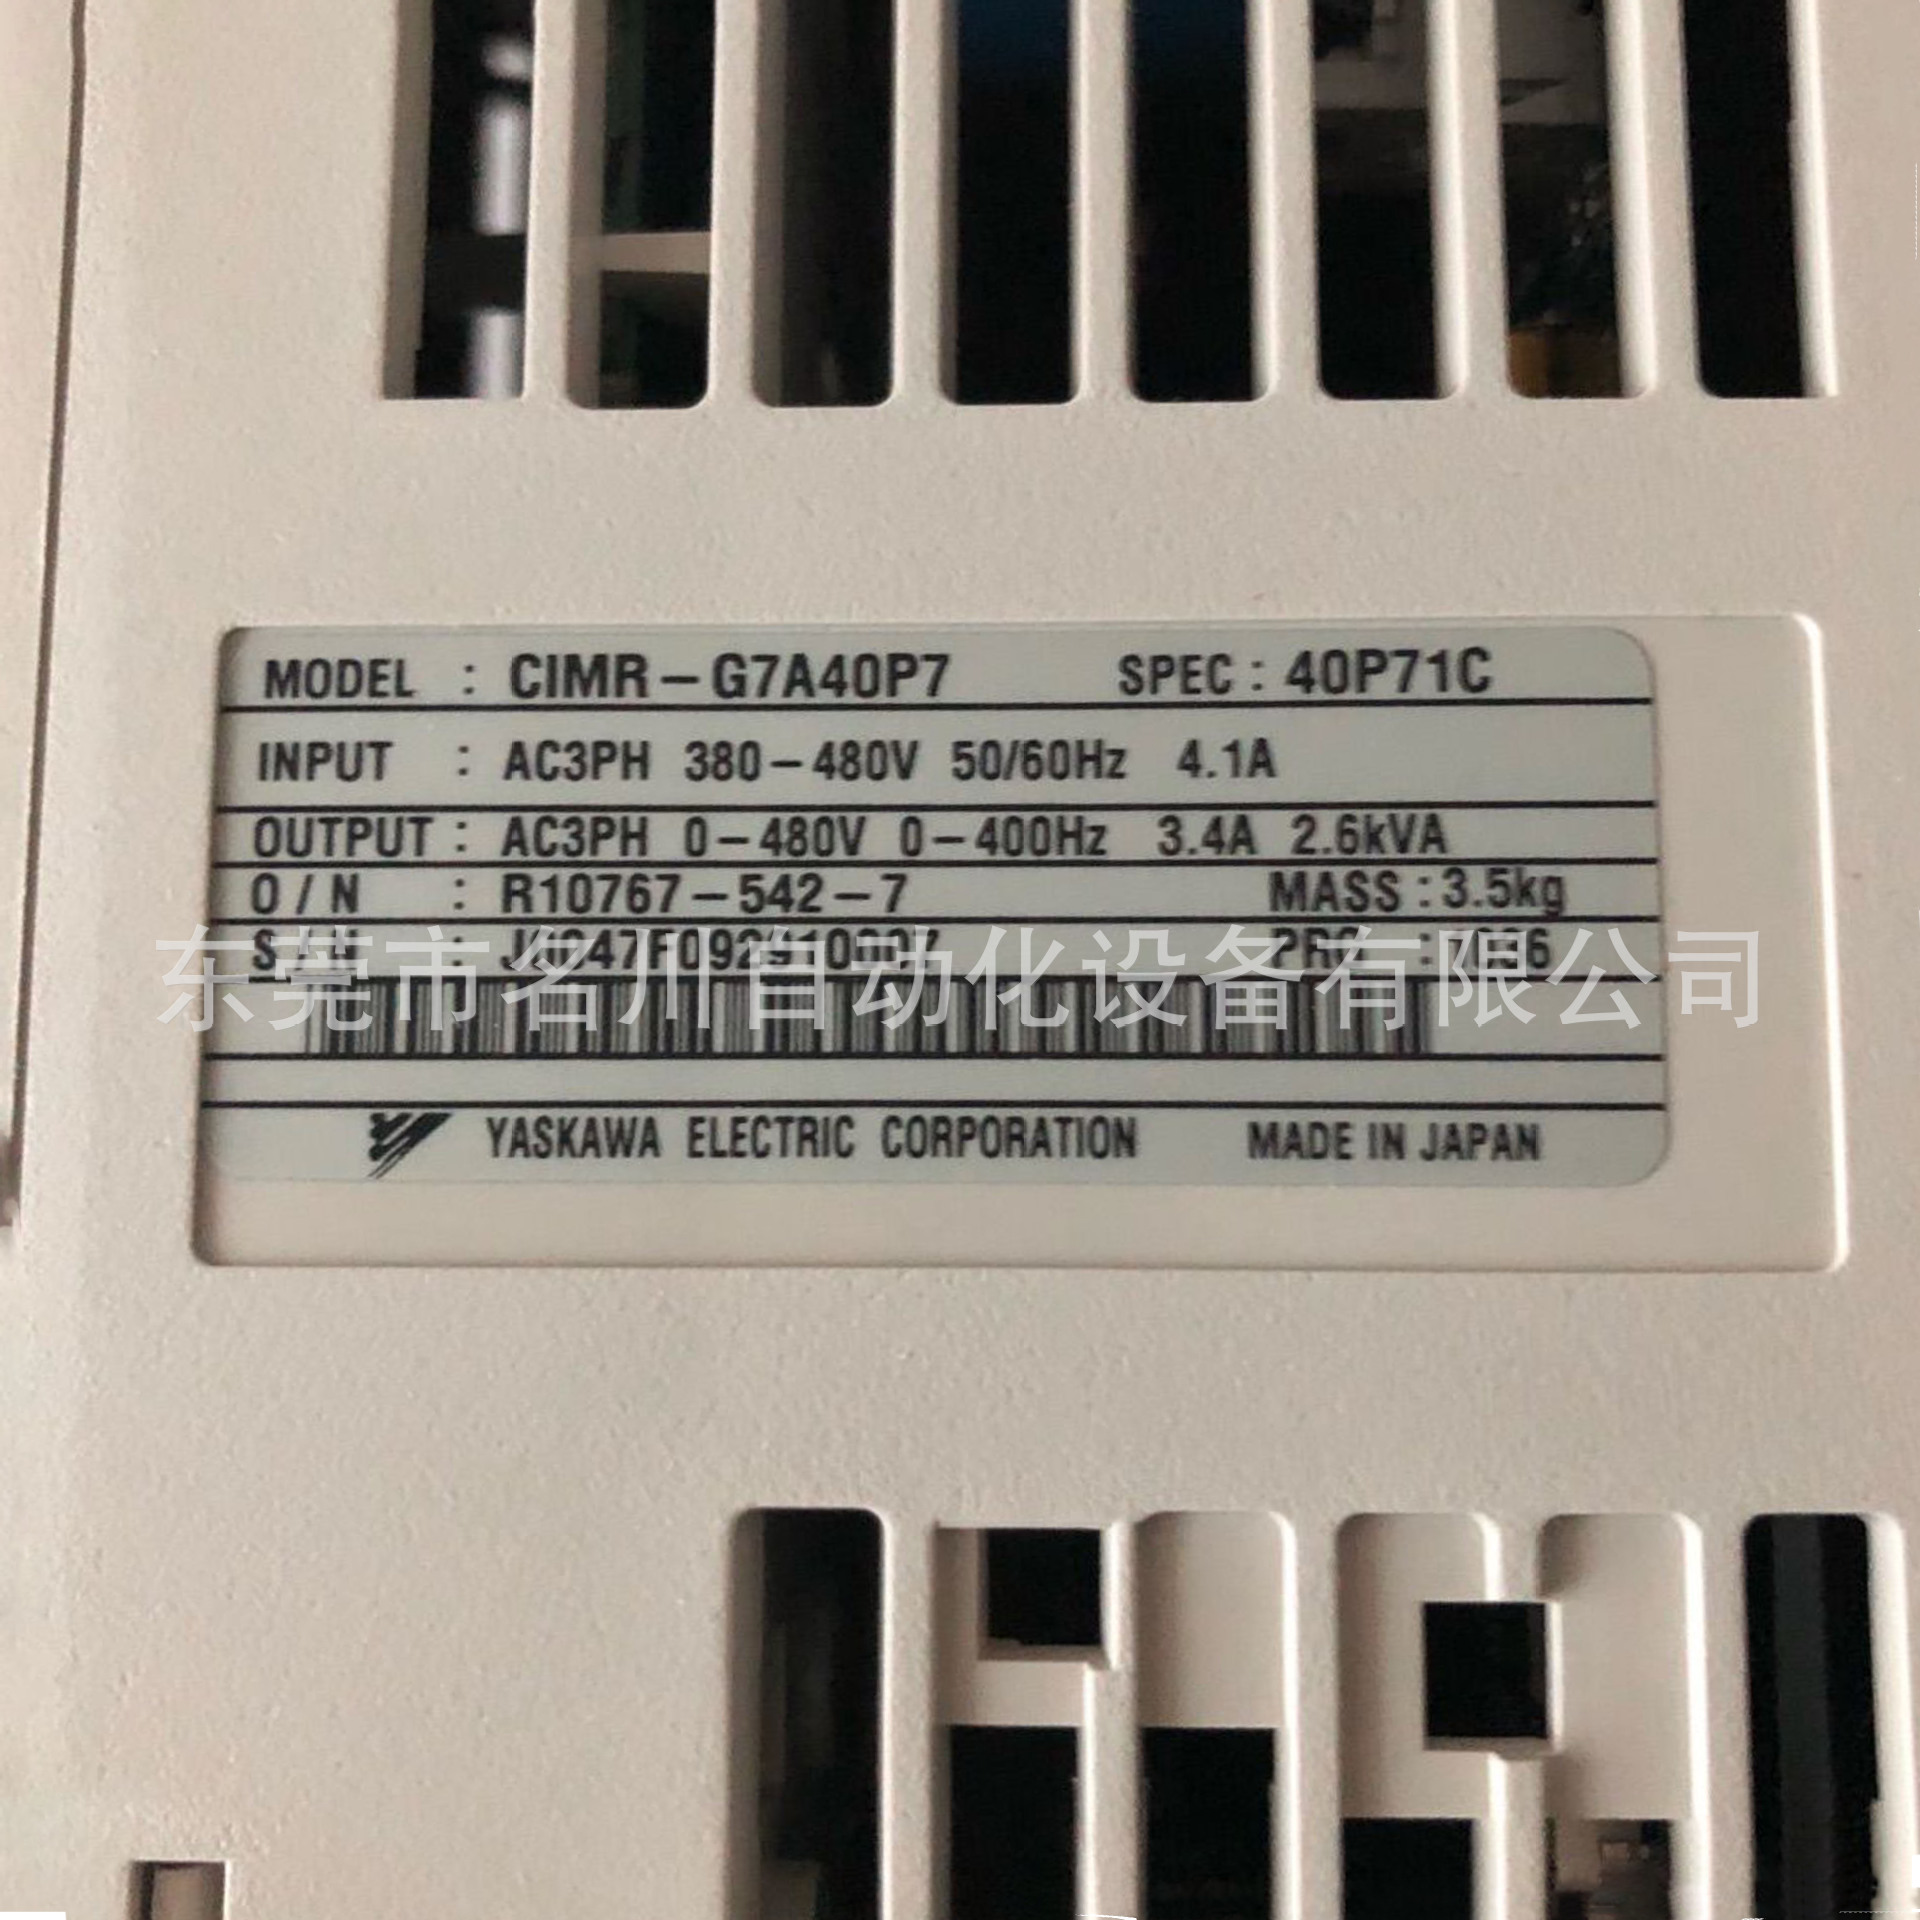 MODEL : CIMR-G7A40P7 SPEC: 40P71C
INPUT : AC3PH 380-480V 50/60Hz 4.1A
OUTPUT : AC3PH 0-480V 0-400Hz 3.4A 2.6kVA
O/N : R10767-542-7 MASS : 3.5kg
S/N : PRG :
东莞市名川自动化设备有限公司
YASKAWA ELECTRIC CORPORATION MADE IN JAPAN